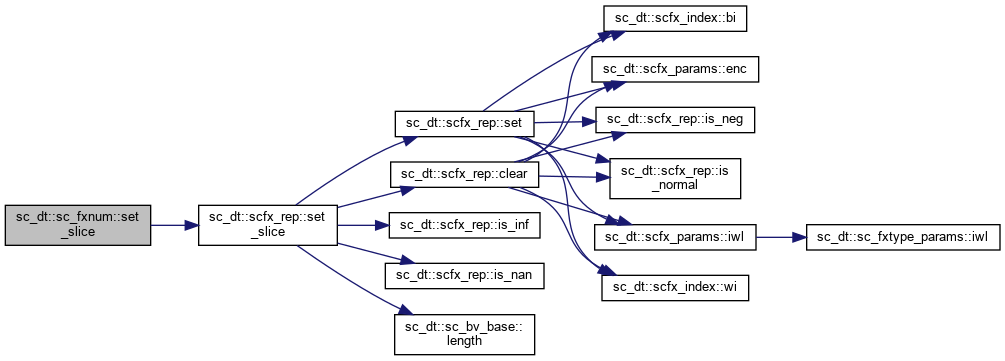 sc_dt::sc_fxnum::set
_slice
sc_dt::scfx_rep::set
_slice
sc_dt::scfx_rep::set
sc_dt::scfx_rep::clear
sc_dt::scfx_rep::is_inf
sc_dt::scfx_rep::is_nan
sc_dt::sc_bv_base::
length
sc_dt::scfx_index::bi
sc_dt::scfx_params::enc
sc_dt::scfx_rep::is_neg
sc_dt::scfx_rep::is
_normal
sc_dt::scfx_params::iwl
sc_dt::scfx_index::wi
sc_dt::sc_fxtype_params::iwl